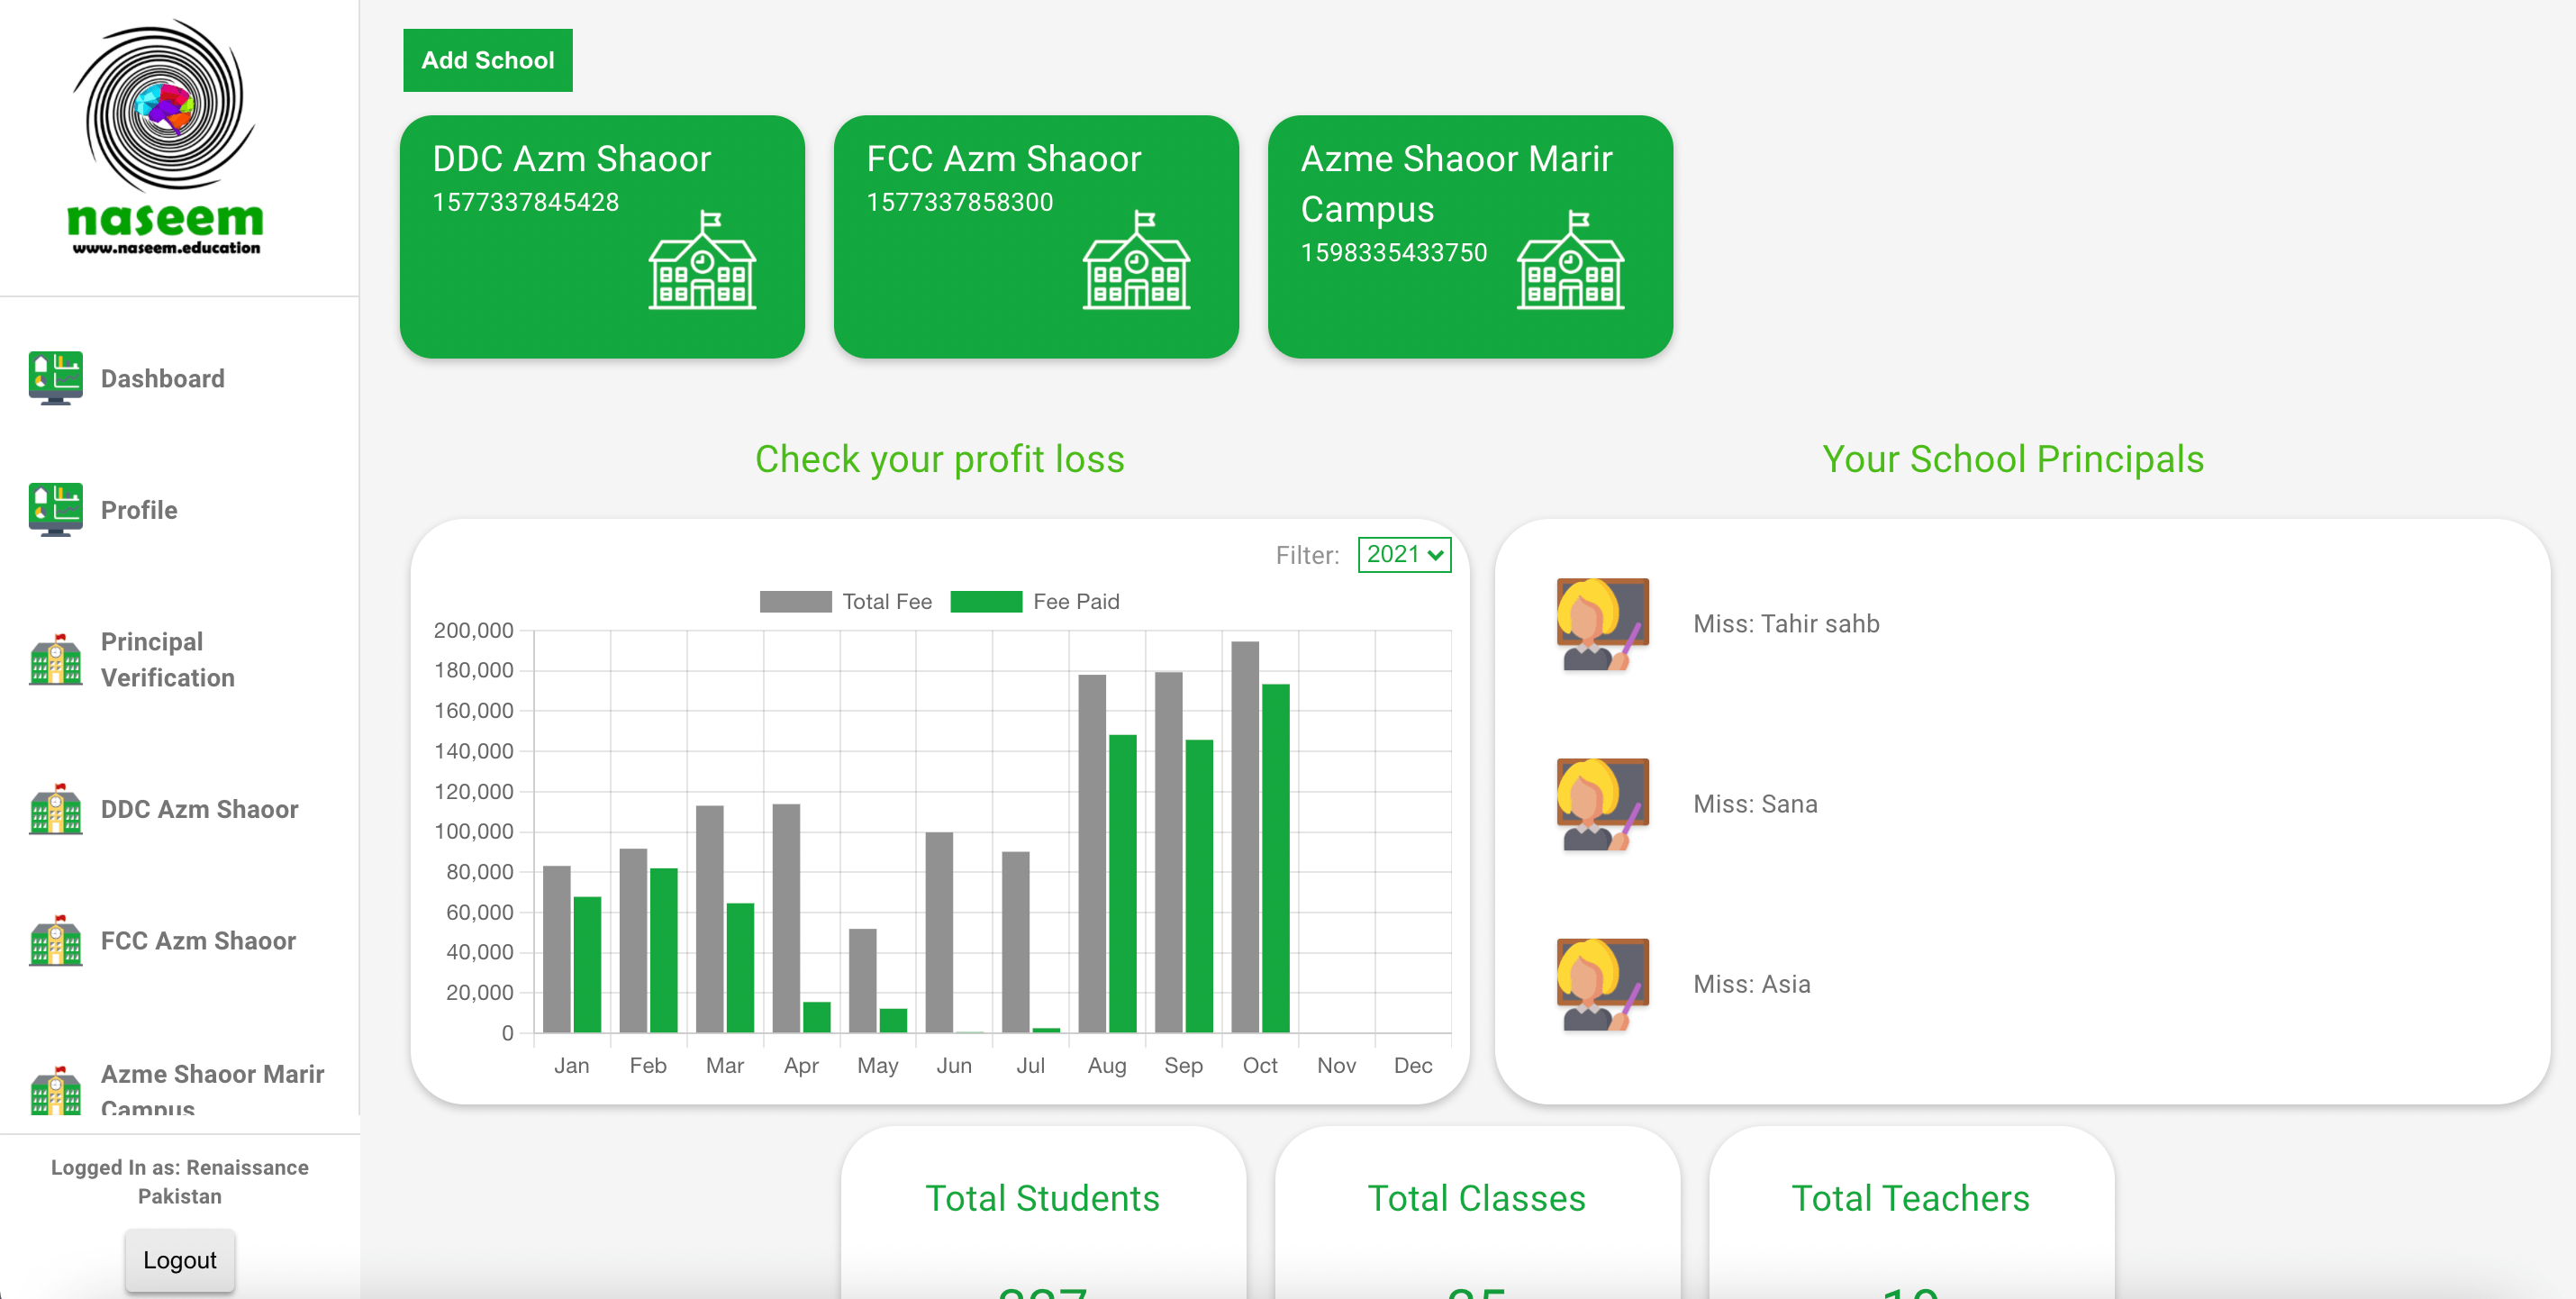 naseem
www.naseem.education
Dashboard
Profile
Principal
Verification
DDC Azm Shaoor
FCC Azm Shaoor
Azme Shaoor Marir
Campus
Logged In as: Renaissance
Pakistan
Logout
Add School
DDC Azm Shaoor
1577337845428
FCC Azm Shaoor
1577337858300
Azme Shaoor Marir
Campus
1598335433750
Check your profit loss
Filter: 2021
Total Fee Fee Paid
200,000
180,000
160,000
140,000
120,000
100,000
80,000
60,000
40,000
20,000
0
Jan Feb Mar Apr May Jun Jul Aug Sep Oct Nov Dec
Your School Principals
Miss: Tahir sahb
Miss: Sana
Miss: Asia
Total Students
Total Classes
Total Teachers